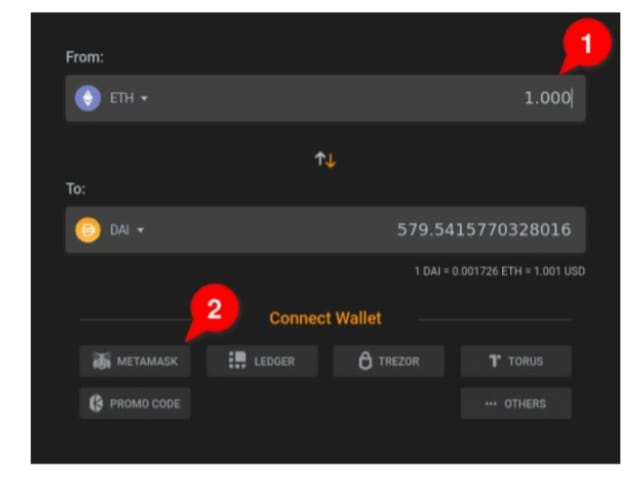 1
From:
ETH
1.000
To:
DAI
579.5415770328016
1 DAI = 0.001726 ETH = 1.001 USD
2
Connect Wallet
METAMASK
LEDGER
TREZOR
TORUS
PROMO CODE
OTHERS